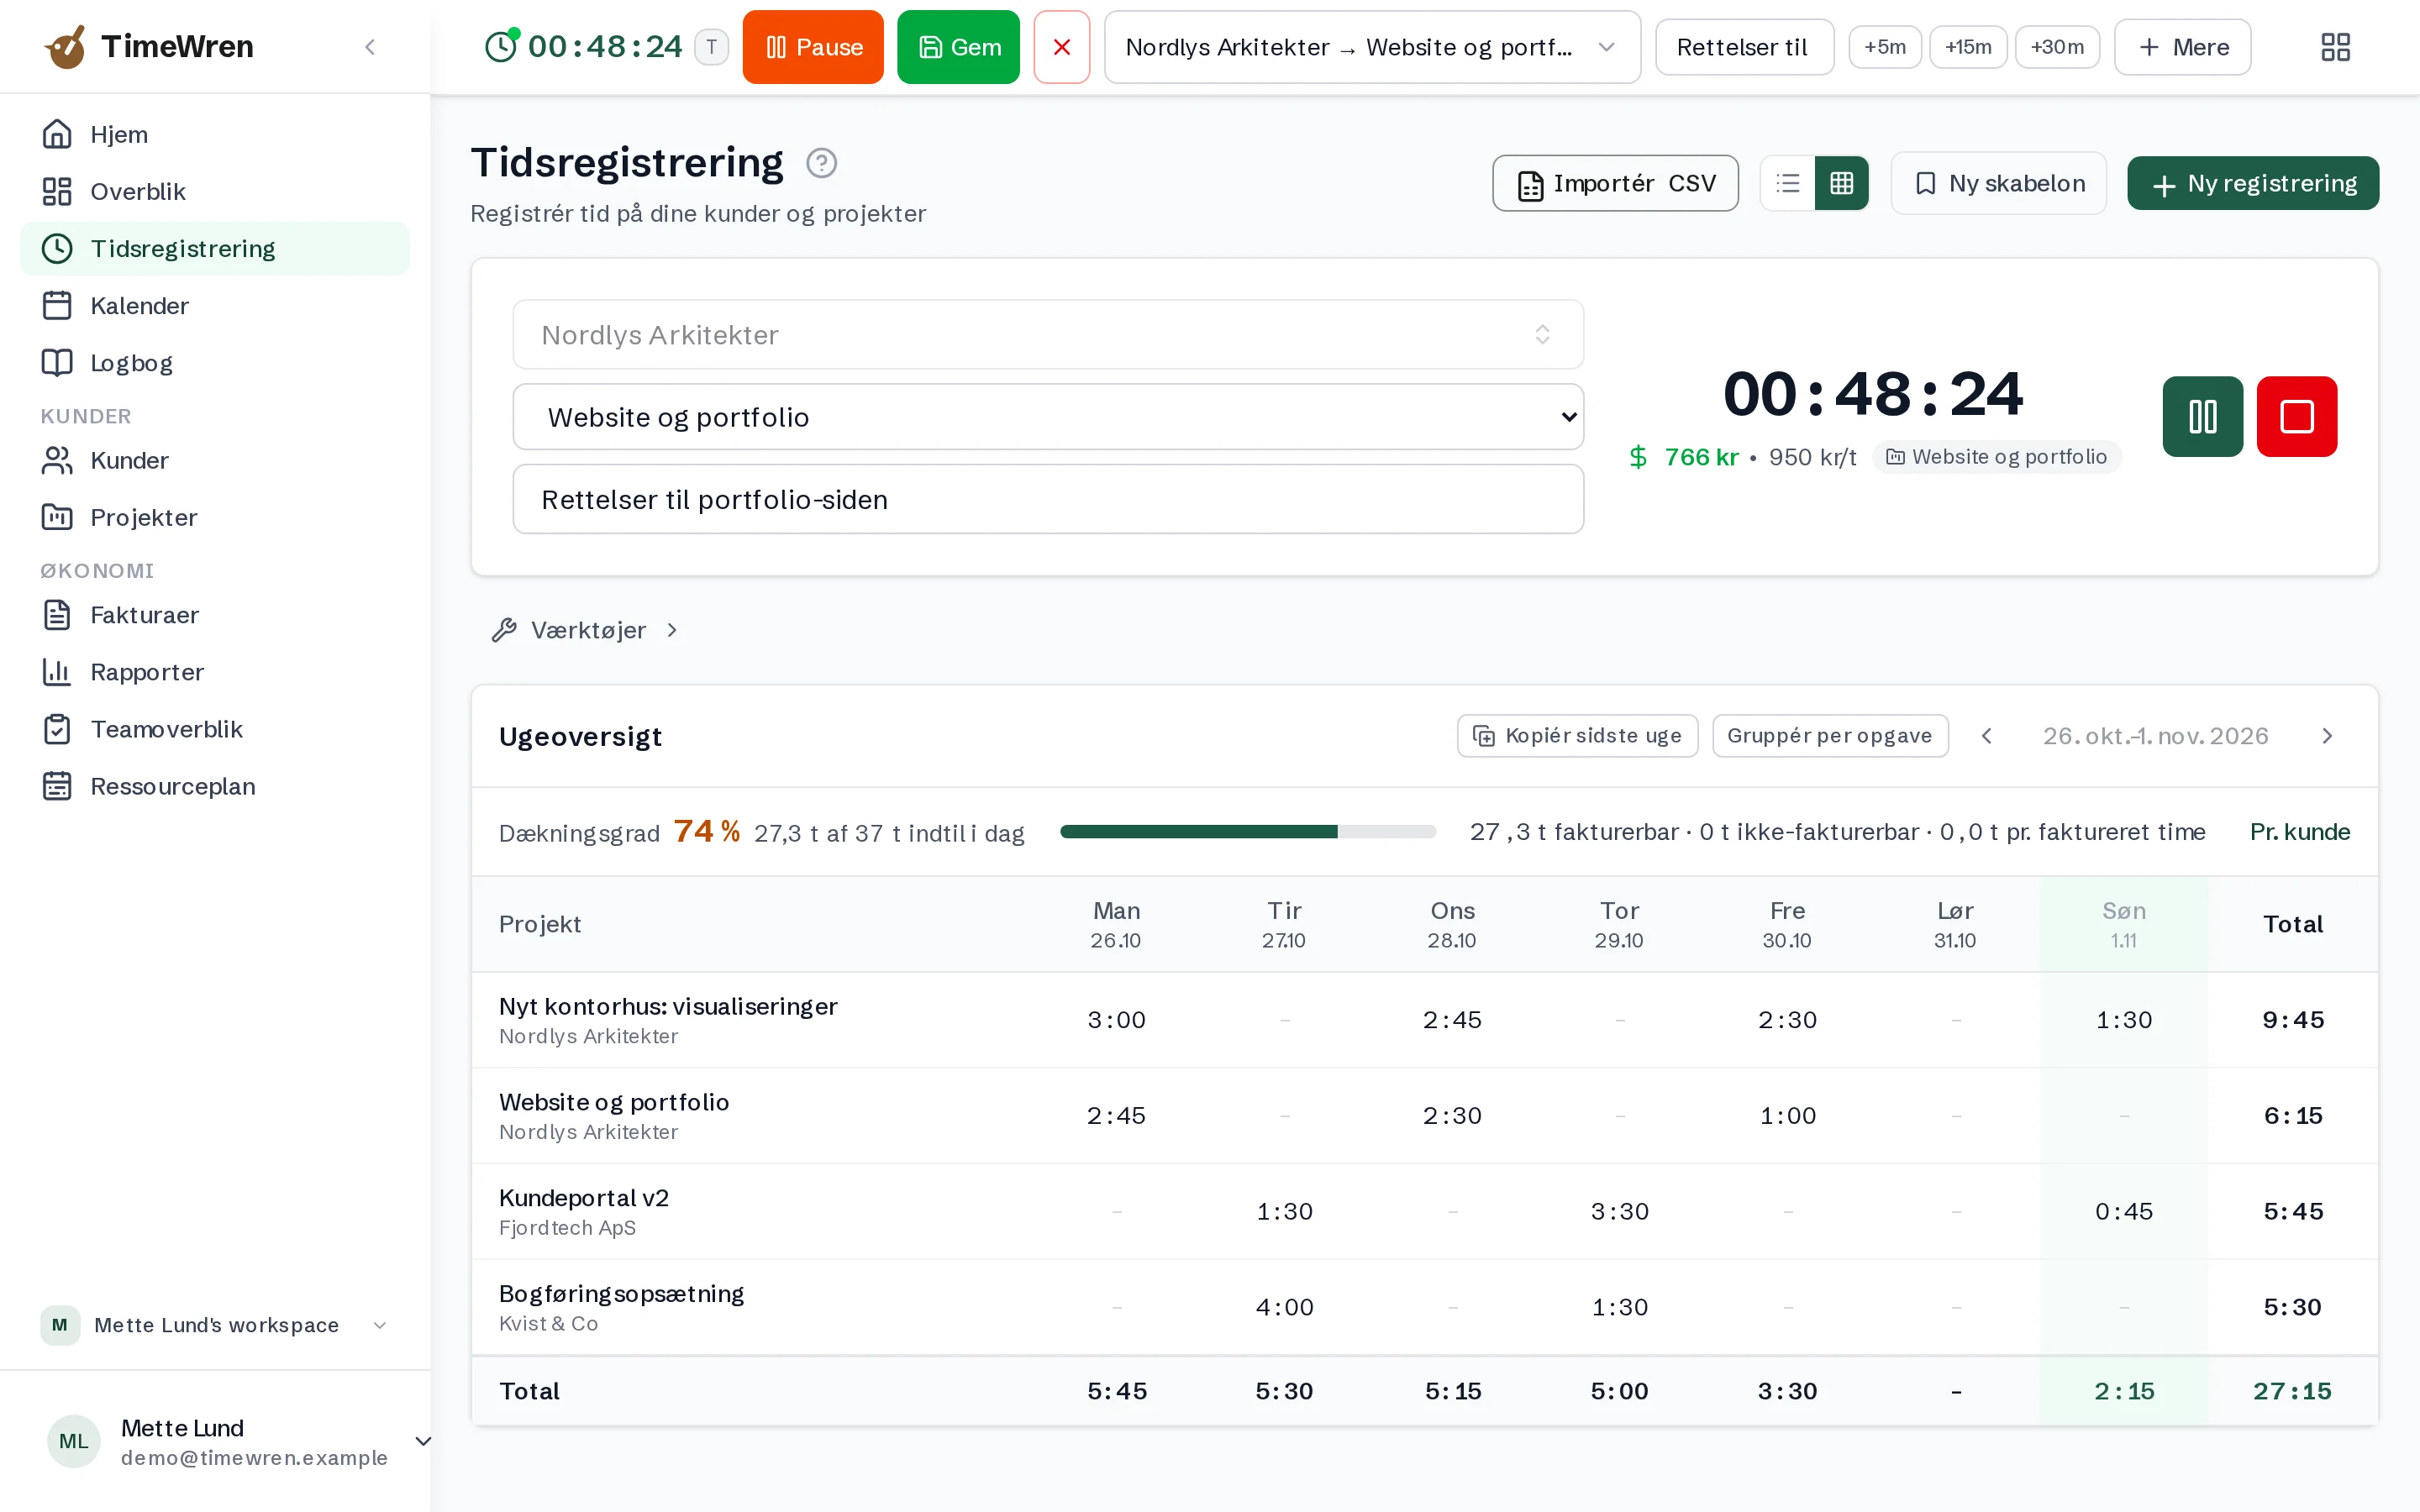 TimeWren
00:48:24 T Pause Gem Nordlys Arkitekter → Website og portf... Rettelser til +5m +15m +30m Mere
Hjem
Overblik
Tidsregistrering
Kalender
Logbog
KUNDER
Kunder
Projekter
ØKONOMI
Fakturaer
Rapporter
Teamoverblik
Ressourceplan
M Mette Lund's workspace
ML Mette Lund
demo@timewren.example
Tidsregistrering
Registrér tid på dine kunder og projekter
Importér CSV Ny skabelon Ny registrering
Nordlys Arkitekter
Website og portfolio
Rettelser til portfolio-siden
00:48:24
766 kr • 950 kr/t Website og portfolio
Værktøjer
Ugeoversigt Kopiér sidste uge Gruppér per opgave 26. okt.–1. nov. 2026
Dækningsgrad 74 % 27,3 t af 37 t indtil i dag 27,3 t fakturerbar · 0 t ikke-fakturerbar · 0,0 t pr. faktureret time Pr. kunde
Projekt Man Tir Ons Tor Fre Lør Søn Total
26.10 27.10 28.10 29.10 30.10 31.10 1.11
Nyt kontorhus: visualiseringer 3:00 – 2:45 – 2:30 – 1:30 9:45
Nordlys Arkitekter
Website og portfolio 2:45 – 2:30 – 1:00 – – 6:15
Nordlys Arkitekter
Kundeportal v2 – 1:30 – 3:30 – – 0:45 5:45
Fjordtech ApS
Bogføringsopsætning – 4:00 – 1:30 – – – 5:30
Kvist & Co
Total 5:45 5:30 5:15 5:00 3:30 - 2:15 27:15